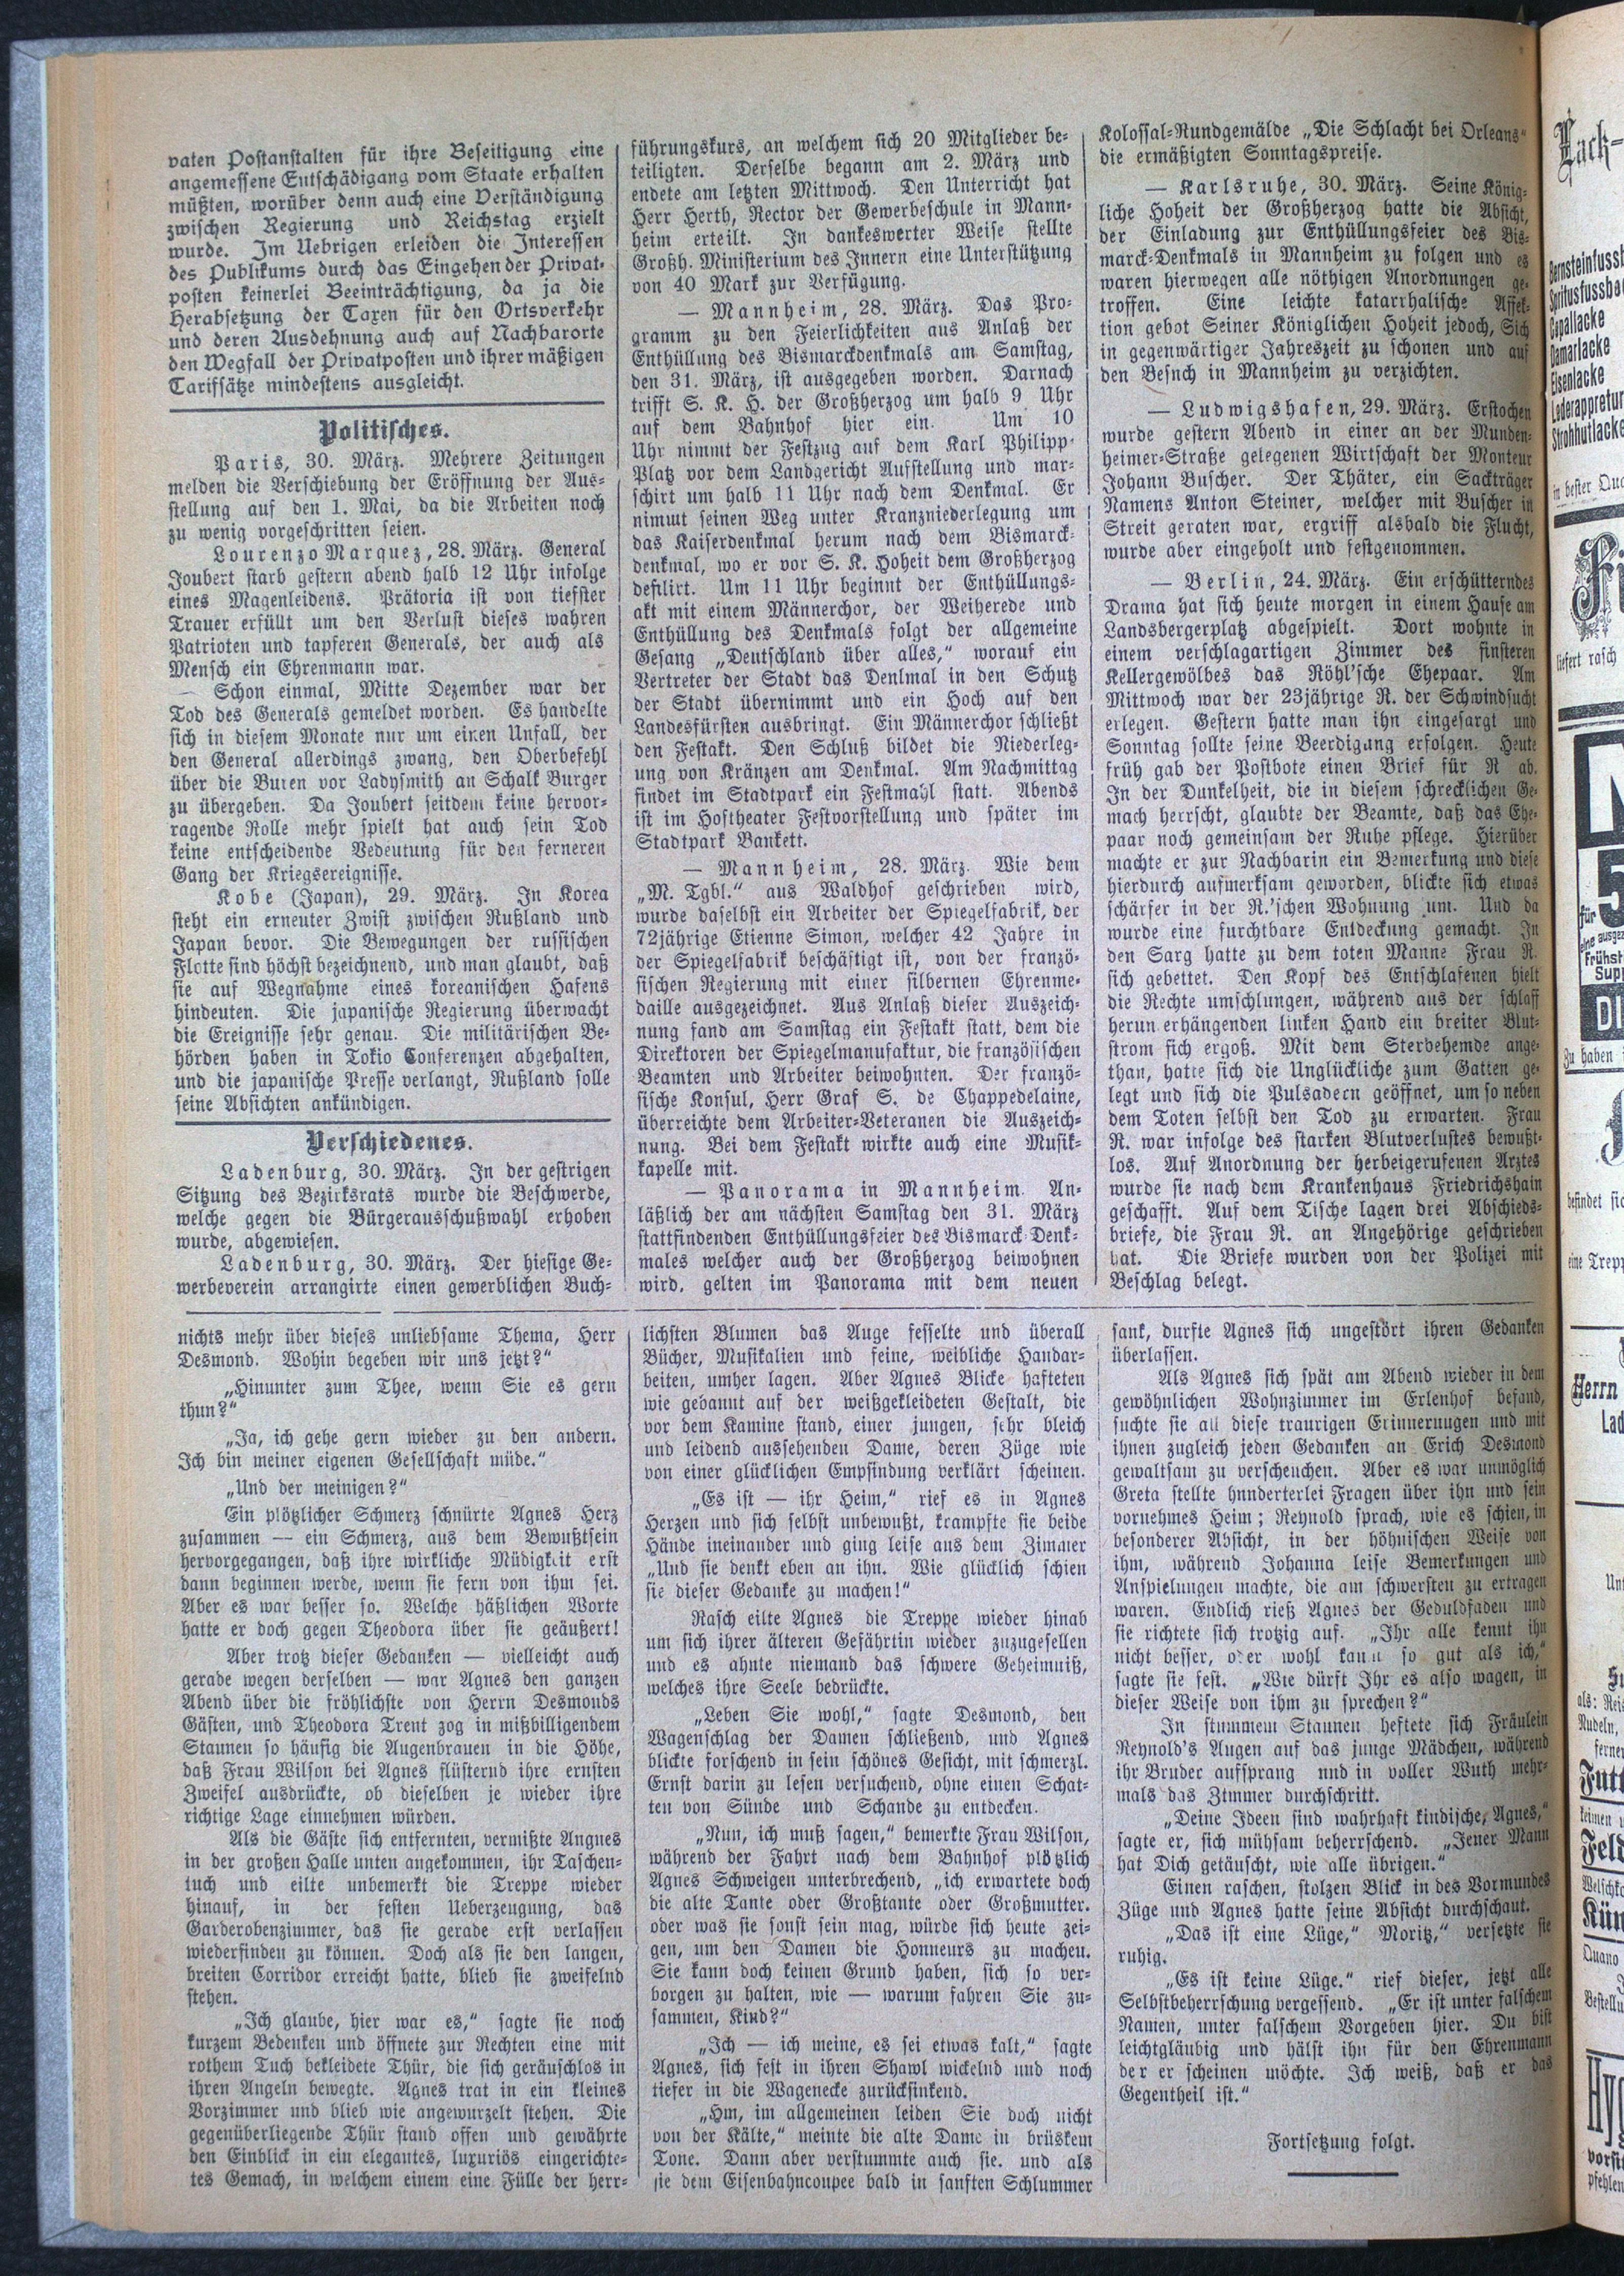 vaten Postanstalten für ihre Beseitigung eine
angemessene Entschädigang vom Staate erhalten
müßten, worüber denn auch eine Verständigung
zwischen Regierung und Reichstag erzielt
wurde. Im Uebrigen erleiden die Interessen
des Publikums durch das Eingehen der Privat-
posten keinerlei Beeinträchtigung, da ja die
Herabsetzung der Taxen für den Ortsverkehr
und deren Ausdehnung auch auf Nachbarorte
den Wegfall der Privatposten und ihrer mäßigen
Tarifsätze mindestens ausgleicht.
Politisches.
Paris, 30. März. Mehrere Zeitungen
melden die Verschiebung der Eröffnung der Aus-
stellung auf den 1. Mai, da die Arbeiten noch
zu wenig vorgeschritten seien.
Lourenzo Marquez, 28. März. General
Joubert starb gestern abend halb 12 Uhr infolge
eines Magenleidens. Prätoria ist von tiefster
Trauer erfüllt um den Verlust dieses wahren
Patrioten und tapferen Generals, der auch als
Mensch ein Ehrenmann war.
— Schon einmal, Mitte Dezember war der
Tod des Generals gemeldet worden. Es handelte
sich in diesem Monate nur um einen Unfall, der
den General allerdings zwang, den Oberbefehl
über die Buren vor Ladysmith an Schalk Burger
zu übergeben. Da Joubert seitdem keine hervor-
ragende Rolle mehr spielt hat auch sein Tod
keine entscheidende Bedeutung für den ferneren
Gang der Kriegsereignisse.
Kobe (Japan), 29. März. In Korea
steht ein erneuter Zwist zwischen Rußland und
Japan bevor. Die Bewegungen der russischen
Flotte sind höchst bezeichnend, und man glaubt, daß
sie auf Wegnahme eines koreanischen Hafens
hindeuten. Die japanische Regierung überwacht
die Ereignisse sehr genau. Die militärischen Be-
hörden haben in Tokio Conferenzen abgehalten,
und die japanische Presse verlangt, Rußland solle
seine Absichten ankündigen.
Verschiedenes.
Ladenburg, 30. März. In der gestrigen
Sitzung des Bezirksrats wurde die Beschwerde,
welche gegen die Bürgerausschußwahl erhoben
wurde, abgewiesen.
Ladenburg, 30. März. Der hiesige Ge-
werbeverein arrangirte einen gewerblichen Buch-
führungskurs, an welchem sich 20 Mitglieder be-
teiligten. Derselbe begann am 2. März und
endete am letzten Mittwoch. Den Unterricht hat
Herr Herth, Rector der Gewerbeschule in Mann-
heim erteilt. In dankeswerter Weise stellte
Großh. Ministerium des Innern eine Unterstützung
von 40 Mark zur Verfügung.
— Mannheim, 28. März. Das Pro-
gramm zu den Feierlichkeiten aus Anlaß der
Enthüllung des Bismarckdenkmals am Samstag,
den 31. März, ist ausgegeben worden. Darnach
trifft S. K. H. der Großherzog um halb 9 Uhr
auf dem Bahnhof hier ein. Um 10
Uhr nimmt der Festzug auf dem Karl Philipp-
Platz vor dem Landgericht Aufstellung und mar-
schirt um halb 11 Uhr nach dem Denkmal. Er
nimmt seinen Weg unter Kranzniederlegung um
das Kaiserdenkmal herum nach dem Bismarck-
denkmal, wo er vor S. K. Hoheit dem Großherzog
defilirt. Um 11 Uhr beginnt der Enthüllungs-
akt mit einem Männerchor, der Weiherede und
Enthüllung des Denkmals folgt der allgemeine
Gesang „Deutschland über alles,“ worauf ein
Vertreter der Stadt das Denlmal in den Schutz
der Stadt übernimmt und ein Hoch auf den
Landesfürsten ausbringt. Ein Männerchor schließt
den Festakt. Den Schluß bildet die Niederleg-
ung von Kränzen am Denkmal. Am Nachmittag
findet im Stadtpark ein Festmahl statt. Abends
ist im Hoftheater Festvorstellung und später im
Stadtpark Bankett.
— Mannheim, 28. März. Wie dem
„M. Tgbl.“ aus Waldhof geschrieben wird,
wurde daselbst ein Arbeiter der Spiegelfabrik, der
72jährige Etienne Simon, welcher 42 Jahre in
der Spiegelfabrik beschäftigt ist, von der franzö-
sischen Regierung mit einer silbernen Ehrenme-
daille ausgezeichnet. Aus Anlaß dieser Auszeich-
nung fand am Samstag ein Festakt statt, dem die
Direktoren der Spiegelmanufaktur, die französischen
Beamten und Arbeiter beiwohnten. Der franzö-
sische Konsul, Herr Graf S. de Chappedelaine,
überreichte dem Arbeiter-Veteranen die Auszeich-
nung. Bei dem Festakt wirkte auch eine Musik-
kapelle mit.
— Panorama in Mannheim. An-
läßlich der am nächsten Samstag den 31. März
stattfindenden Enthüllungsfeier des Bismarck-Denk-
males welcher auch der Großherzog beiwohnen
wird, gelten im Panorama mit dem neuen
Kolossal-Rundgemälde „Die Schlacht bei Orleans“
die ermäßigten Sonntagspreise.
— Karlsruhe, 30. März. Seine König-
liche Hoheit der Großherzog hatte die Absicht,
der Einladung zur Enthüllungsfeier des Bis-
marck-Denkmals in Mannheim zu folgen und es
waren hierwegen alle nöthigen Anordnungen ge-
troffen. Eine leichte katarrhalische Affek-
tion gebot Seiner Königlichen Hoheit jedoch, Sich
in gegenwärtiger Jahreszeit zu schonen und auf
den Besnch in Mannheim zu verzichten.
— Ludwigshafen, 29. März. Erstochen
wurde gestern Abend in einer an der Munden-
heimer-Straße gelegenen Wirtschaft der Monteur
Johann Buscher. Der Thäter, ein Sackträger
Namens Anton Steiner, welcher mit Buscher in
Streit geraten war, ergriff alsbald die Flucht,
wurde aber eingeholt und festgenommen.
— Berlin, 24. März. Ein erschütterndes
Drama hat sich heute morgen in einem Hause am
Landsbergerplatz abgespielt. Dort wohnte in
einem verschlagartigen Zimmer des finsteren
Kellergewölbes das Röhl'sche Ehepaar. Am
Mittwoch war der 23jährige R. der Schwindsucht
erlegen. Gestern hatte man ihn eingesargt und
Sonntag sollte seine Beerdigung erfolgen. Heute
früh gab der Postbote einen Brief für R ab.
In der Dunkelheit, die in diesem schrecklichen Ge-
mach herrscht, glaubte der Beamte, daß das Ehe-
paar noch gemeinsam der Ruhe pflege. Hierüber
machte er zur Nachbarin ein Bemerkung und diese
hierdurch aufmerksam geworden, blickte sich etwas
schärfer in der R.'schen Wohnung um. Und da
wurde eine furchtbare Entdeckung gemacht. In
den Sarg hatte zu dem toten Manne Frau R.
sich gebettet. Den Kopf des Entschlafenen hielt
die Rechte umschlungen, während aus der schlaff
herun erhängenden linken Hand ein breiter Blut-
strom sich ergoß. Mit dem Sterbehemde ange-
than, hatte sich die Unglückliche zum Gatten ge-
legt und sich die Pulsadern geöffnet, um so neben
dem Toten selbst den Tod zu erwarten. Frau
R. war infolge des starken Blutverlustes bewußt-
los. Auf Anordnung der herbeigerufenen Arztes
wurde sie nach dem Krankenhaus Friedrichshain
geschafft. Auf dem Tische lagen drei Abschieds-
briefe, die Frau R. an Angehörige geschrieben
hat. Die Briefe wurden von der Polizei mit
Beschlag belegt.
nichts mehr über dieses unliebsame Thema, Herr
Desmond. Wohin begeben wir uns jetzt?“
„Hinunter zum Thee, wenn Sie es gern
thun?“
„Ja, ich gehe gern wieder zu den andern.
Ich bin meiner eigenen Gesellschaft müde.“
„Und der meinigen?“
Ein plötzlicher Schmerz schnürte Agnes Herz
zusammen — ein Schmerz, aus dem Bewußtsein
hervorgegangen, daß ihre wirkliche Müdigkeit erst
dann beginnen werde, wenn sie fern von ihm sei.
Aber es war besser so. Welche häßlichen Worte
hatte er doch gegen Theodora über sie geäußert!
Aber trotz dieser Gedanken — vielleicht auch
gerade wegen derselben — war Agnes den ganzen
Abend über die fröhlichste von Herrn Desmonds
Gästen, und Theodora Trent zog in mißbilligendem
Staunen so häufig die Augenbrauen in die Höhe,
daß Frau Wilson bei Agnes flüsternd ihre ernsten
Zweifel ausdrückte, ob dieselben je wieder ihre
richtige Lage einnehmen würden.
Als die Gäste sich entfernten, vermißte Angnes
in der großen Halle unten angekommen, ihr Taschen-
tuch und eilte unbemerkt die Treppe wieder
hinauf, in der festen Ueberzeugung, das
Garderobenzimmer, das sie gerade erst verlassen
wiederfinden zu können. Doch als sie den langen,
breiten Corridor erreicht hatte, blieb sie zweifelnd
stehen.
„Ich glaube, hier war es,“ sagte sie noch
kurzem Bedenken und öffnete zur Rechten eine mit
rothem Tuch bekleidete Thür, die sich geräuschlos in
ihren Angeln bewegte. Agnes trat in ein kleines
Vorzimmer und blieb wie angewurzelt stehen. Die
gegenüberliegende Thür stand offen und gewährte
den Einblick in ein elegantes, luxuriös eingerichte-
tes Gemach, in welchem einem eine Fülle der herr-
lichsten Blumen das Auge fesselte und überall
Bücher, Musikalien und feine, weibliche Handar-
beiten, umher lagen. Aber Agnes Blicke hafteten
wie gebannt auf der weißgekleideten Gestalt, die
vor dem Kamine stand, einer jungen, sehr bleich
und leidend aussehenden Dame, deren Züge wie
von einer glücklichen Empfindung verklärt scheinen.
„Es ist — ihr Heim,“ rief es in Agnes
Herzen und sich selbst unbewußt, krampfte sie beide
Hände ineinander und ging leise aus dem Zimmer
„Und sie denkt eben an ihn. Wie glücklich schien
sie dieser Gedanke zu machen!“
Rasch eilte Agnes die Treppe wieder hinab
um sich ihrer älteren Gefährtin wieder zuzugesellen
und es ahnte niemand das schwere Geheimniß,
welches ihre Seele bedrückte.
„Leben Sie wohl,“ sagte Desmond, den
Wagenschlag der Damen schließend, und Agnes
blickte forschend in sein schönes Gesicht, mit schmerzl.
Ernst darin zu lesen versuchend, ohne einen Schat-
ten von Sünde und Schande zu entdecken.
„Nun, ich muß sagen,“ bemerkte Frau Wilson,
während der Fahrt nach dem Bahnhof plötzlich
Agnes Schweigen unterbrechend, „ich erwartete doch
die alte Tante oder Großtante oder Großmutter.
oder was sie sonst sein mag, würde sich heute zei-
gen, um den Damen die Honneurs zu machen.
Sie kann doch keinen Grund haben, sich so ver-
borgen zu halten, wie — warum fahren Sie zu-
sammen, Kind?“
„Ich — ich meine, es sei etwas kalt,“ sagte
Agnes, sich fest in ihren Shawl wickelnd und noch
tiefer in die Wagenecke zurücksinkend.
„Hm, im allgemeinen leiden Sie doch nicht
von der Kälte,“ meinte die alte Dame in brüskem
Tone. Dann aber verstummte auch sie. und als
sie dem Eisenbahncoupee bald in sanften Schlummer
sank, durfte Agnes sich ungestört ihren Gedanken
überlassen.
Als Agnes sich spät am Abend wieder in dem
gewöhnlichen Wohnzimmer im Erlenhof befand,
suchte sie all diese traurigen Erinnerungen und mit
ihnen zugleich jeden Gedanken an Erich Desmond
gewaltsam zu verscheuchen. Aber es war unmöglich
Greta stellte hnnderterlei Fragen über ihn und sein
vornehmes Heim; Reynold sprach, wie es schien, in
besonderer Absicht, in der höhnischen Weise von
ihm, während Johanna leise Bemerkungen und
Anspielungen machte, die am schwersten zu ertragen
waren. Endlich rieß Agnes der Geduldfaden und
sie richtete sich trotzig auf. „Ihr alle kennt ihn
nicht besser, oder wohl kaum so gut als ich,“
sagte sie fest. „Wie dürft Ihr es also wagen, in
dieser Weise von ihm zu sprechen?“
In stummem Staunen heftete sich Fräulein
Reynold's Augen auf das junge Mädchen, während
ihr Bruder aufsprang und in voller Wuth mehr-
mals das Zimmer durchschritt.
„Deine Ideen sind wahrhaft kindische, Agnes,“
sagte er, sich mühsam beherrschend. „Jener Mann
hat Dich getäuscht, wie alle übrigen.“
Einen raschen, stolzen Blick in des Vormundes
Züge und Agnes hatte seine Absicht durchschaut.
„Das ist eine Lüge,“ Moritz,“ versetzte sie
ruhig.
„Es ist keine Lüge.“ rief dieser, jetzt alle
Selbstbeherrschung vergessend. „Er ist unter falschem
Namen, unter falschem Vorgeben hier. Du bist
leichtgläubig und hälst ihn für den Ehrenmann
der er scheinen möchte. Ich weiß, daß er das
Gegentheil ist.“
Fortsetzung folgt.
Lack-
Bernsteinfuss
Spiritusfussbo
Copallacke
Damarlacke
Eisenlacke
Lederappretur
Strohhutlacke
in bester Qua
liefert rasch
für 5
Frühst
Supp
Zu haben
befindet sic
eine Trepp
Herrn
Lad
als: Reis
Nudeln,
ferner
Futt
Feld
Welschko
Kün
Bestellu
Hyg
pfehlen